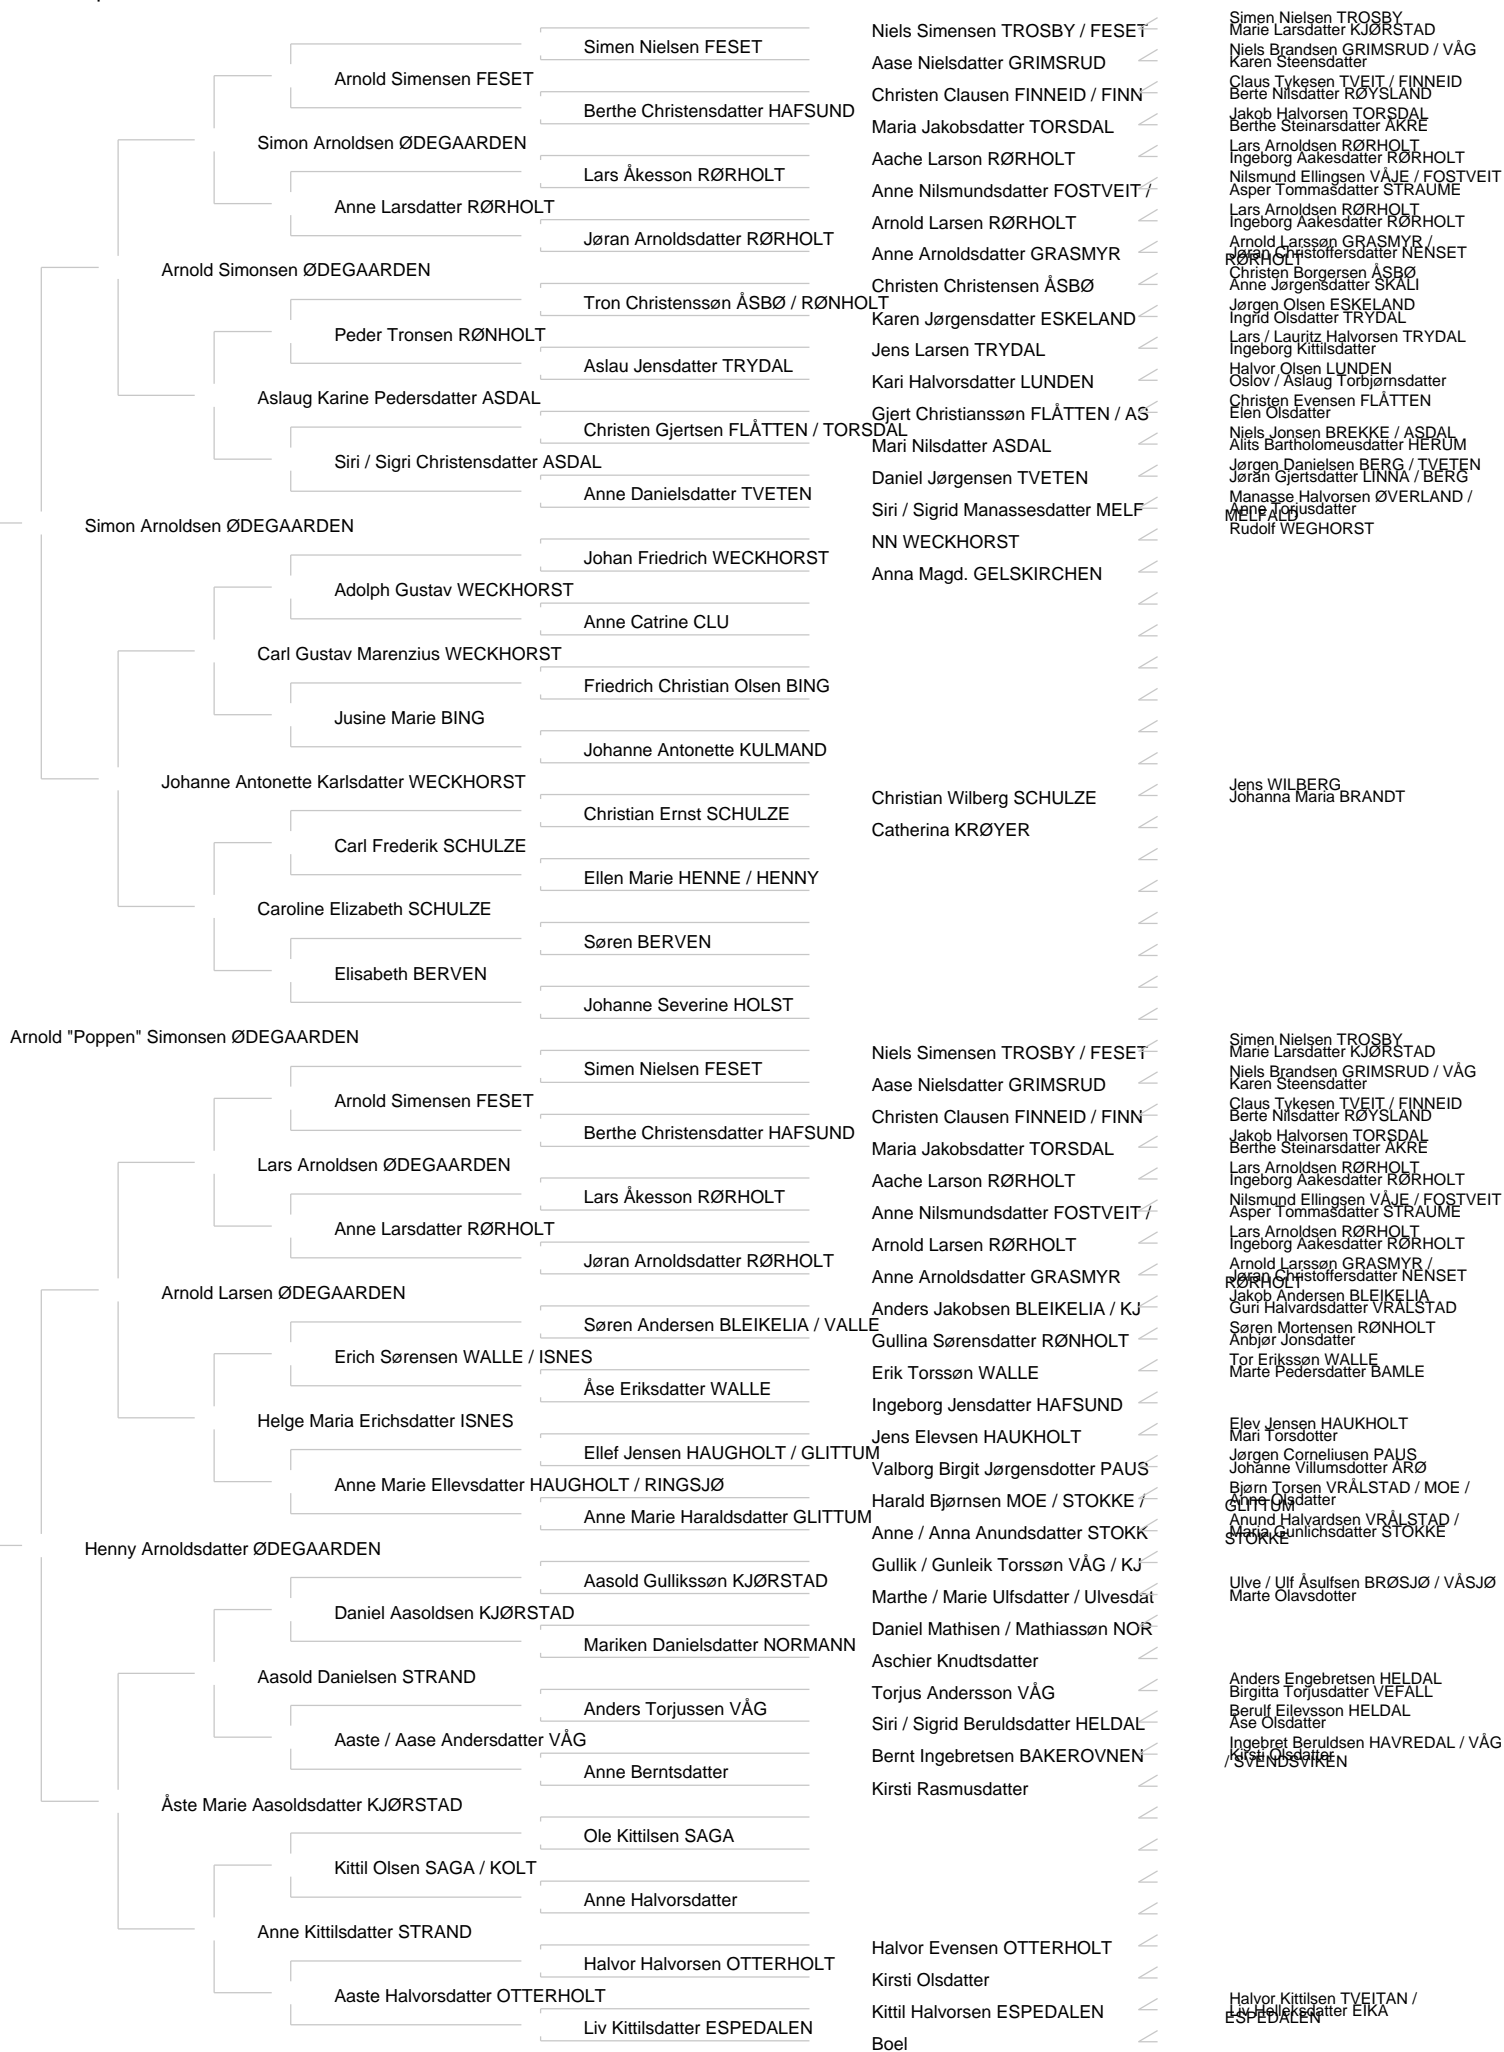 Simen Nielsen TROSBY
Niels Simensen TROSBY / FESET
Marie Larsdatter KJØRSTAD
Simen Nielsen FESET
Niels Brandsen GRIMSRUD / VÅG
Aase Nielsdatter GRIMSRUD
Karen Steensdatter
Arnold Simensen FESET
Claus Tykesen TVEIT / FINNEID
Christen Clausen FINNEID / FINN
Berte Nilsdatter RØYSLAND
Berthe Christensdatter HAFSUND
Jakob Halvorsen TORSDAL
Maria Jakobsdatter TORSDAL
Berthe Steinarsdatter ÅKRE
Simon Arnoldsen ØDEGAARDEN
Lars Arnoldsen RØRHOLT
Aache Larson RØRHOLT
Ingeborg Aakesdatter RØRHOLT
Lars Åkesson RØRHOLT
Nilsmund Ellingsen VÅJE / FOSTVEIT
Anne Nilsmundsdatter FOSTVEIT /
Asper Tommasdatter STRAUME
Anne Larsdatter RØRHOLT
Lars Arnoldsen RØRHOLT
Arnold Larsen RØRHOLT
Ingeborg Aakesdatter RØRHOLT
Jøran Arnoldsdatter RØRHOLT
Arnold Larssøn GRASMYR /
RØRHOLT
Anne Arnoldsdatter GRASMYR
Jøran Christoffersdatter NENSET
Arnold Simonsen ØDEGAARDEN
Christen Borgersen ÅSBØ
Christen Christensen ÅSBØ
Anne Jørgensdatter SKÅLI
Tron Christenssøn ÅSBØ / RØNHOLT
Jørgen Olsen ESKELAND
Karen Jørgensdatter ESKELAND
Ingrid Olsdatter TRYDAL
Peder Tronsen RØNHOLT
Lars / Lauritz Halvorsen TRYDAL
Jens Larsen TRYDAL
Ingeborg Kittilsdatter
Aslau Jensdatter TRYDAL
Halvor Olsen LUNDEN
Kari Halvorsdatter LUNDEN
Oslov / Aslaug Torbjørnsdatter
Aslaug Karine Pedersdatter ASDAL
Christen Evensen FLÅTTEN
Gjert Christianssøn FLÅTTEN / AS
Elen Olsdatter
Christen Gjertsen FLÅTTEN / TORSDAL
Niels Jonsen BREKKE / ASDAL
Mari Nilsdatter ASDAL
Alits Bartholomeusdatter HERUM
Siri / Sigri Christensdatter ASDAL
Jørgen Danielsen BERG / TVETEN
Daniel Jørgensen TVETEN
Jøran Gjertsdatter LINNA / BERG
Anne Danielsdatter TVETEN
Manasse Halvorsen ØVERLAND /
MELFALD
Siri / Sigrid Manassesdatter MELF
Anne Torjusdatter
Simon Arnoldsen ØDEGAARDEN
Rudolf WEGHORST
NN WECKHORST
Johan Friedrich WECKHORST
Anna Magd. GELSKIRCHEN
Adolph Gustav WECKHORST
Anne Catrine CLU
Carl Gustav Marenzius WECKHORST
Friedrich Christian Olsen BING
Jusine Marie BING
Johanne Antonette KULMAND
Johanne Antonette Karlsdatter WECKHORST
Jens WILBERG
Christian Wilberg SCHULZE
Johanna Maria BRANDT
Christian Ernst SCHULZE
Catherina KRØYER
Carl Frederik SCHULZE
Ellen Marie HENNE / HENNY
Caroline Elizabeth SCHULZE
Søren BERVEN
Elisabeth BERVEN
Johanne Severine HOLST
Arnold "Poppen" Simonsen ØDEGAARDEN
Simen Nielsen TROSBY
Niels Simensen TROSBY / FESET
Marie Larsdatter KJØRSTAD
Simen Nielsen FESET
Niels Brandsen GRIMSRUD / VÅG
Aase Nielsdatter GRIMSRUD
Karen Steensdatter
Arnold Simensen FESET
Claus Tykesen TVEIT / FINNEID
Christen Clausen FINNEID / FINN
Berte Nilsdatter RØYSLAND
Berthe Christensdatter HAFSUND
Jakob Halvorsen TORSDAL
Maria Jakobsdatter TORSDAL
Berthe Steinarsdatter ÅKRE
Lars Arnoldsen ØDEGAARDEN
Lars Arnoldsen RØRHOLT
Aache Larson RØRHOLT
Ingeborg Aakesdatter RØRHOLT
Lars Åkesson RØRHOLT
Nilsmund Ellingsen VÅJE / FOSTVEIT
Anne Nilsmundsdatter FOSTVEIT /
Asper Tommasdatter STRAUME
Anne Larsdatter RØRHOLT
Lars Arnoldsen RØRHOLT
Arnold Larsen RØRHOLT
Ingeborg Aakesdatter RØRHOLT
Jøran Arnoldsdatter RØRHOLT
Arnold Larssøn GRASMYR /
RØRHOLT
Anne Arnoldsdatter GRASMYR
Jøran Christoffersdatter NENSET
Arnold Larsen ØDEGAARDEN
Jakob Andersen BLEIKELIA
Anders Jakobsen BLEIKELIA / KJ
Guri Halvardsdatter VRÅLSTAD
Søren Andersen BLEIKELIA / VALLE
Søren Mortensen RØNHOLT
Gullina Sørensdatter RØNHOLT
Anbjør Jonsdatter
Erich Sørensen WALLE / ISNES
Tor Erikssøn WALLE
Erik Torssøn WALLE
Marte Pedersdatter BAMLE
Åse Eriksdatter WALLE
Ingeborg Jensdatter HAFSUND
Helge Maria Erichsdatter ISNES
Elev Jensen HAUKHOLT
Jens Elevsen HAUKHOLT
Mari Torsdotter
Ellef Jensen HAUGHOLT / GLITTUM
Jørgen Corneliusen PAUS
Valborg Birgit Jørgensdotter PAUS
Johanne Villumsdotter ÅRØ
Anne Marie Ellevsdatter HAUGHOLT / RINGSJØ
Bjørn Torsen VRÅLSTAD / MOE /
GLITTUM
Harald Bjørnsen MOE / STOKKE /
Anne Olsdatter
Anne Marie Haraldsdatter GLITTUM
Anund Halvardsen VRÅLSTAD /
STOKKE
Anne / Anna Anundsdatter STOKK
Maria Gunlichsdatter STOKKE
Henny Arnoldsdatter ØDEGAARDEN
Gullik / Gunleik Torssøn VÅG / KJ
Aasold Gullikssøn KJØRSTAD
Ulve / Ulf Åsulfsen BRØSJØ / VÅSJØ
Marthe / Marie Ulfsdatter / Ulvesdat
Marte Olavsdotter
Daniel Aasoldsen KJØRSTAD
Daniel Mathisen / Mathiassøn NOR
Mariken Danielsdatter NORMANN
Aschier Knudtsdatter
Aasold Danielsen STRAND
Anders Engebretsen HELDAL
Torjus Andersson VÅG
Birgitta Torjusdatter VEFALL
Anders Torjussen VÅG
Berulf Eilevsson HELDAL
Siri / Sigrid Beruldsdatter HELDAL
Åse Olsdatter
Aaste / Aase Andersdatter VÅG
Ingebret Beruldsen HAVREDAL / VÅG
/ SVENDSVIKEN
Bernt Ingebretsen BAKEROVNEN
Kirsti Olsdatter
Anne Berntsdatter
Kirsti Rasmusdatter
Åste Marie Aasoldsdatter KJØRSTAD
Ole Kittilsen SAGA
Kittil Olsen SAGA / KOLT
Anne Halvorsdatter
Anne Kittilsdatter STRAND
Halvor Evensen OTTERHOLT
Halvor Halvorsen OTTERHOLT
Kirsti Olsdatter
Aaste Halvorsdatter OTTERHOLT
Halvor Kittilsen TVEITAN /
ESPEDALEN
Kittil Halvorsen ESPEDALEN
Liv Helleksdatter EIKA
Liv Kittilsdatter ESPEDALEN
Boel